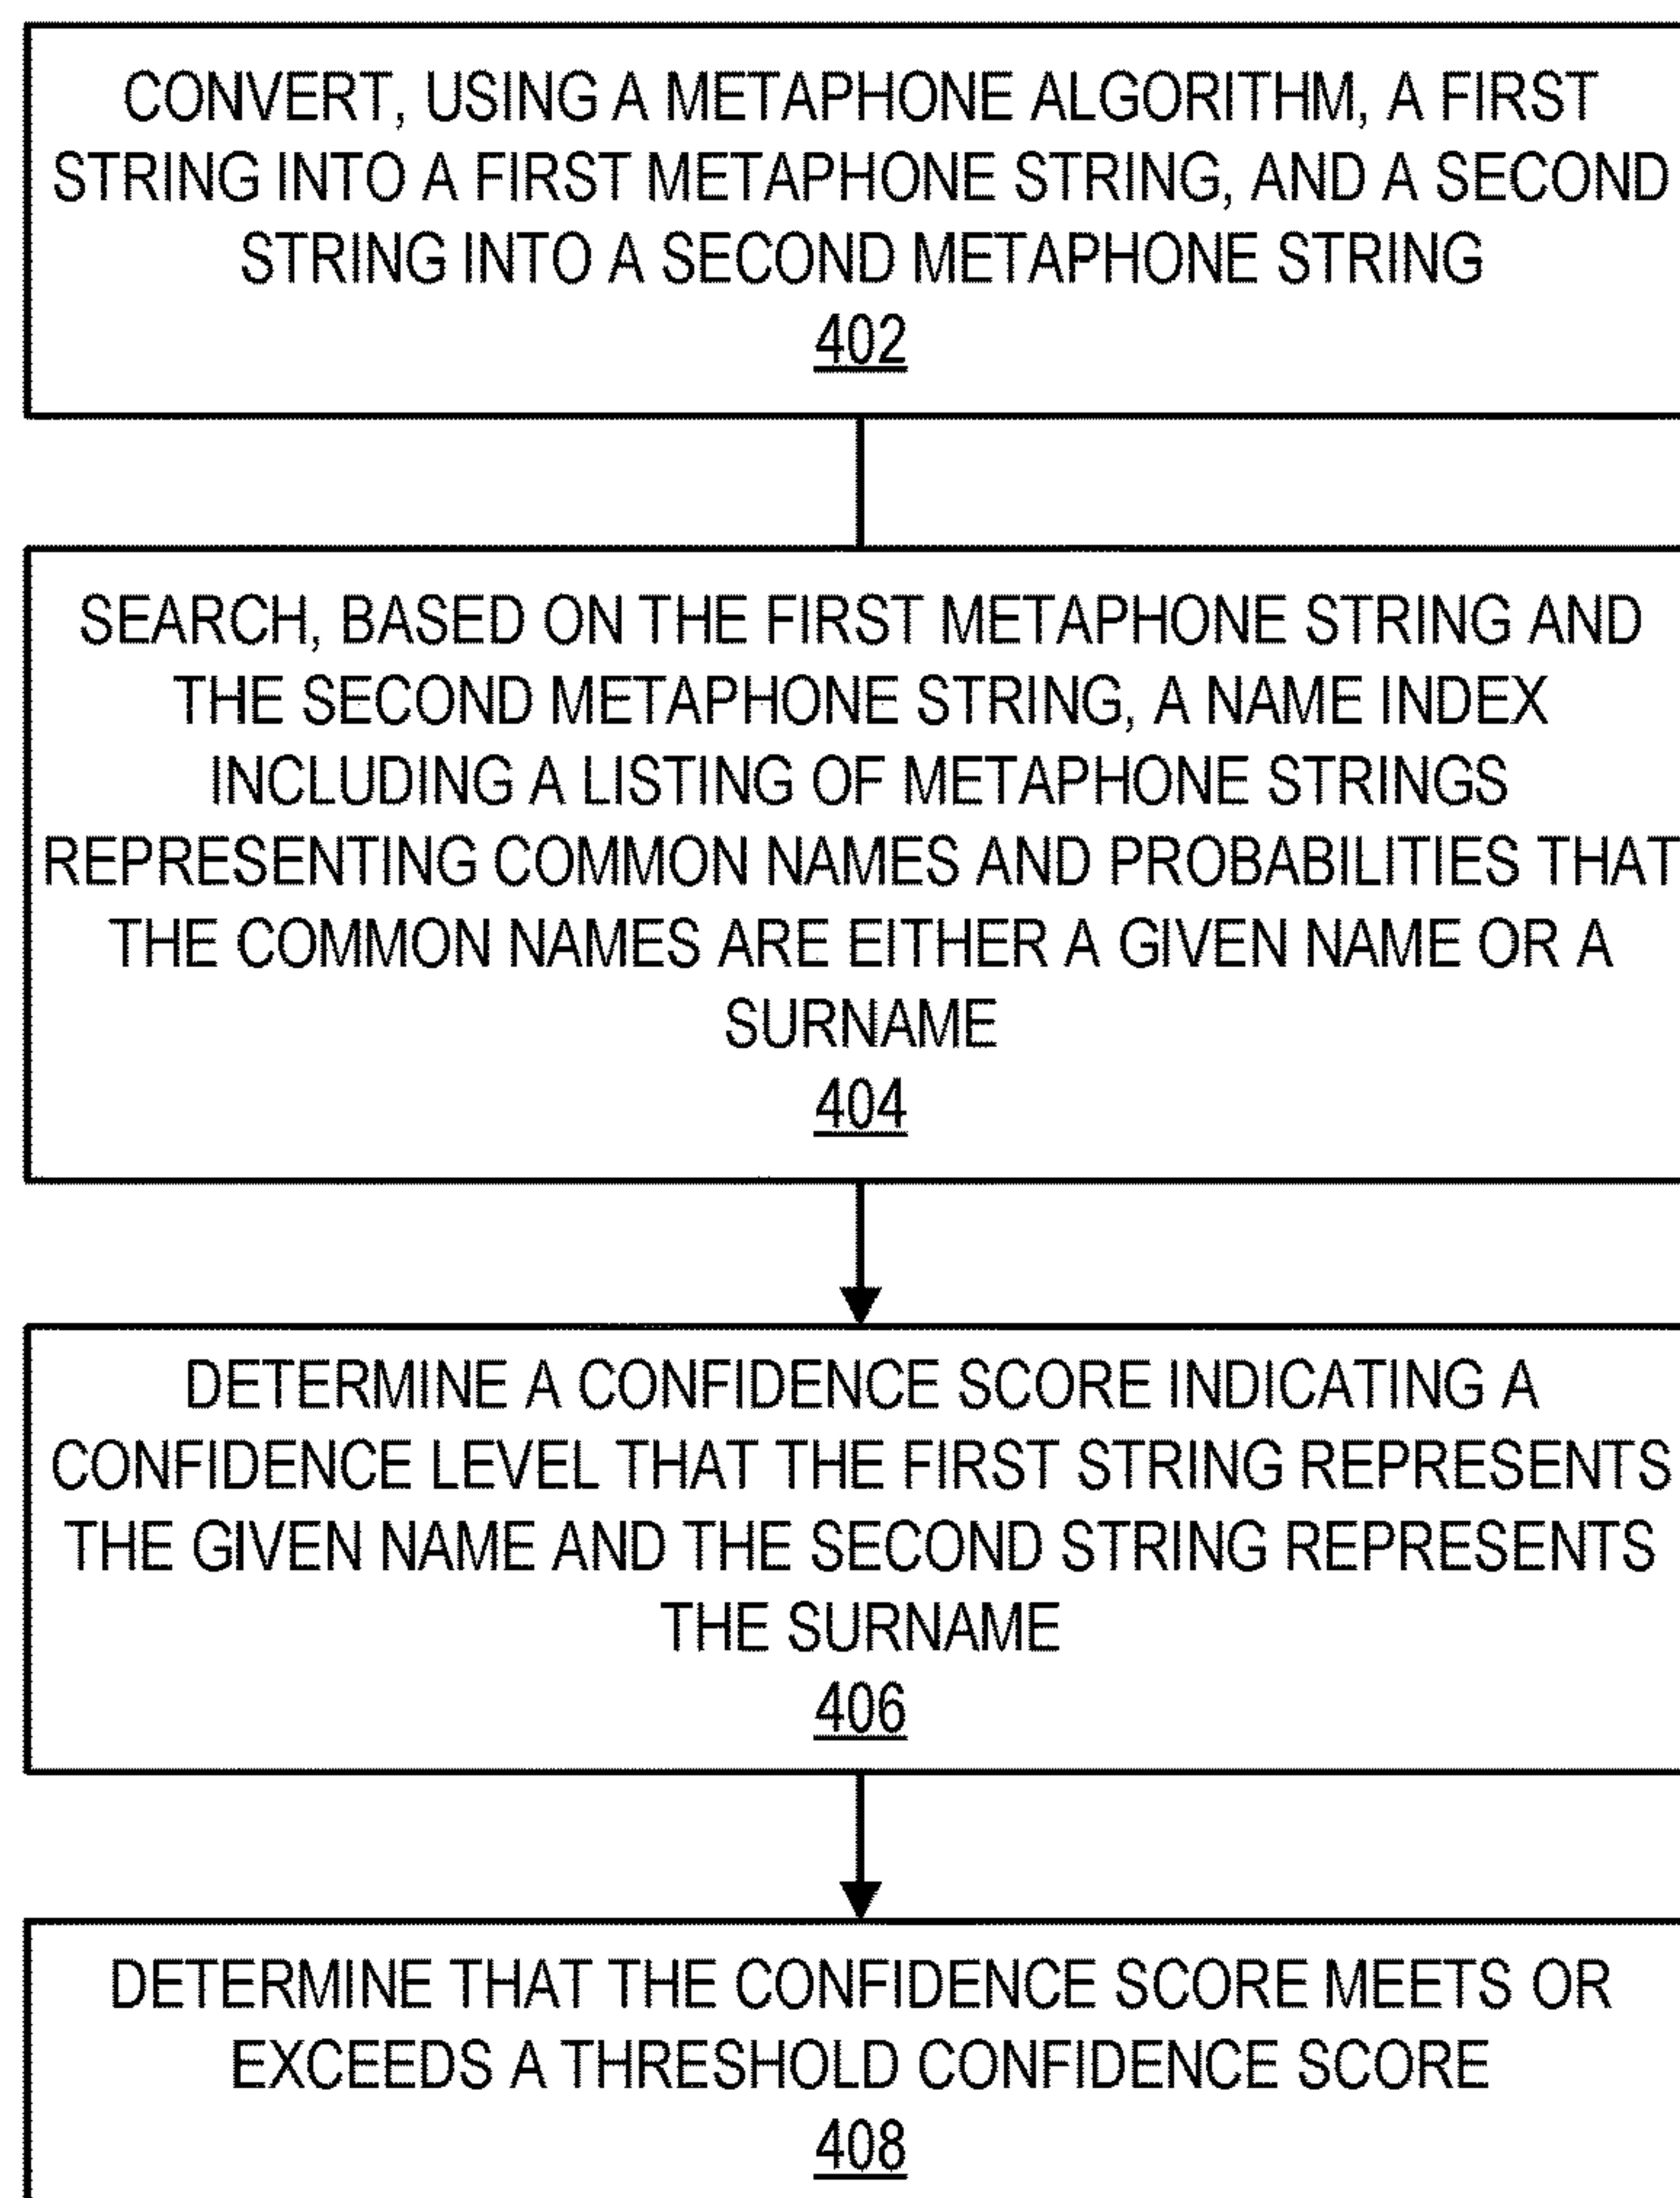 CONVERT, USING A METAPHONE ALGORITHM, A FIRST
STRING INTO A FIRST METAPHONE STRING, AND A SECOND
STRING INTO A SECOND METAPHONE STRING
402
SEARCH, BASED ON THE FIRST METAPHONE STRING AND
THE SECOND METAPHONE STRING, A NAME INDEX
INCLUDING A LISTING OF METAPHONE STRINGS
REPRESENTING COMMON NAMES AND PROBABILITIES THAT
THE COMMON NAMES ARE EITHER A GIVEN NAME OR A
SURNAME
404
DETERMINE A CONFIDENCE SCORE INDICATING A
CONFIDENCE LEVEL THAT THE FIRST STRING REPRESENTS
THE GIVEN NAME AND THE SECOND STRING REPRESENTS
THE SURNAME
406
DETERMINE THAT THE CONFIDENCE SCORE MEETS OR
EXCEEDS A THRESHOLD CONFIDENCE SCORE
408